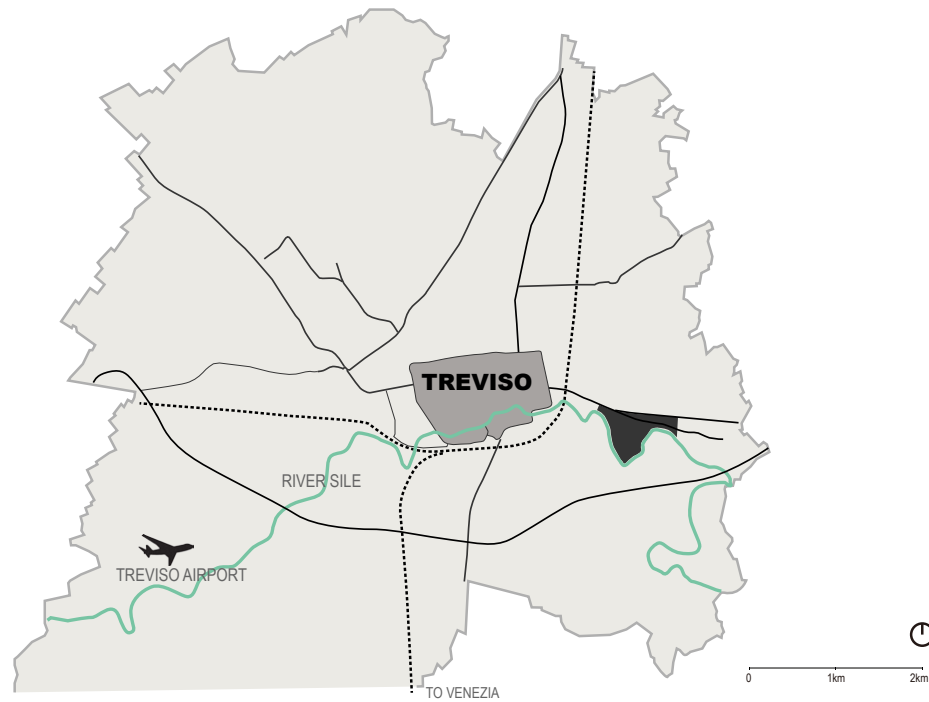 TREVISO
RIVER SILE
TREVISO AIRPORT
TO VENEZIA
0 1km 2km